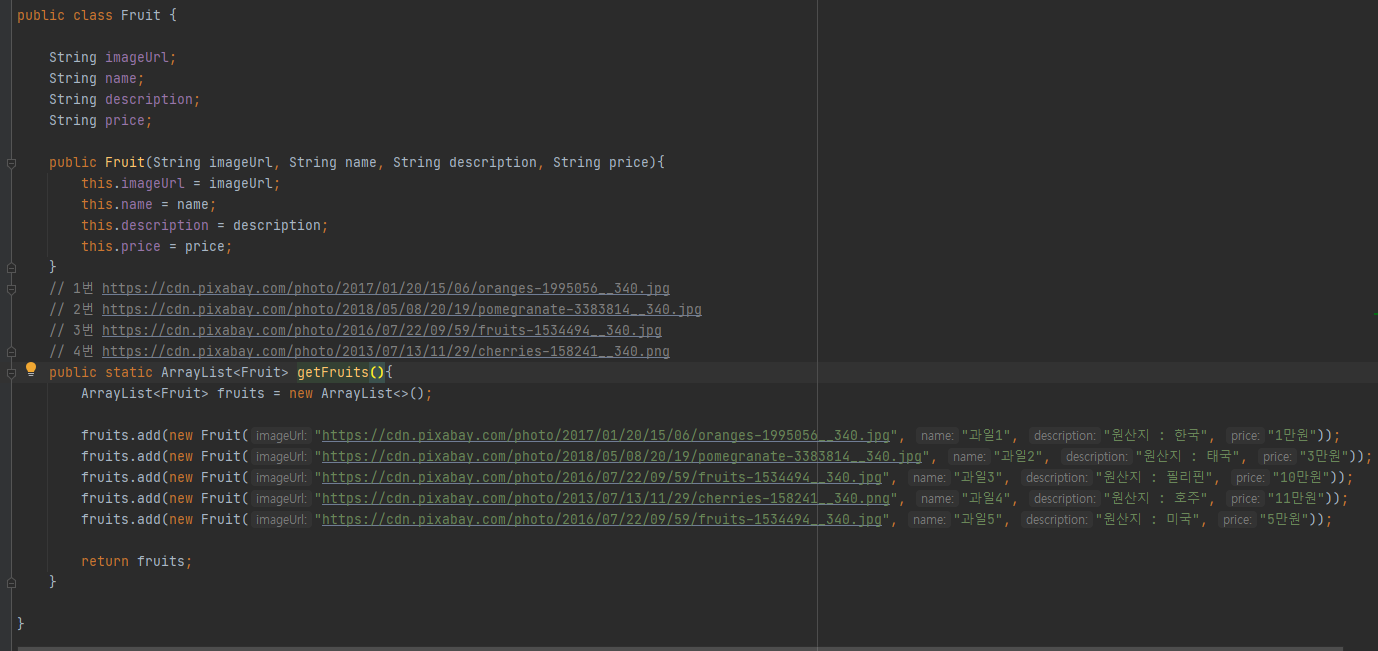 public class Fruit {
String imageUrl;
String name;
String description;
String price;
public Fruit(String imageUrl, String name, String description, String price){
this.imageUrl = imageUrl;
this.name = name;
this.description = description;
this.price = price;
}
// 1번 https://cdn.pixabay.com/photo/2017/01/20/15/06/oranges-1995056__340.jpg
// 2번 https://cdn.pixabay.com/photo/2018/05/08/20/19/pomegranate-3383814__340.jpg
// 3번 https://cdn.pixabay.com/photo/2016/07/22/09/59/fruits-1534494__340.jpg
// 4번 https://cdn.pixabay.com/photo/2013/07/13/11/29/cherries-158241__340.png
public static ArrayList<Fruit> getFruits(){
ArrayList<Fruit> fruits = new ArrayList<>();
fruits.add(new Fruit( imageUrl: "https://cdn.pixabay.com/photo/2017/01/20/15/06/oranges-1995056__340.jpg", name: "과일1", description: "원산지 : 한국", price: "1만원"));
fruits.add(new Fruit( imageUrl: "https://cdn.pixabay.com/photo/2018/05/08/20/19/pomegranate-3383814__340.jpg", name: "과일2", description: "원산지 : 태국", price: "3만원"));
fruits.add(new Fruit( imageUrl: "https://cdn.pixabay.com/photo/2016/07/22/09/59/fruits-1534494__340.jpg", name: "과일3", description: "원산지 : 필리핀", price: "10만원"));
fruits.add(new Fruit( imageUrl: "https://cdn.pixabay.com/photo/2013/07/13/11/29/cherries-158241__340.png", name: "과일4", description: "원산지 : 호주", price: "11만원"));
fruits.add(new Fruit( imageUrl: "https://cdn.pixabay.com/photo/2016/07/22/09/59/fruits-1534494__340.jpg", name: "과일5", description: "원산지 : 미국", price: "5만원"));
return fruits;
}
}